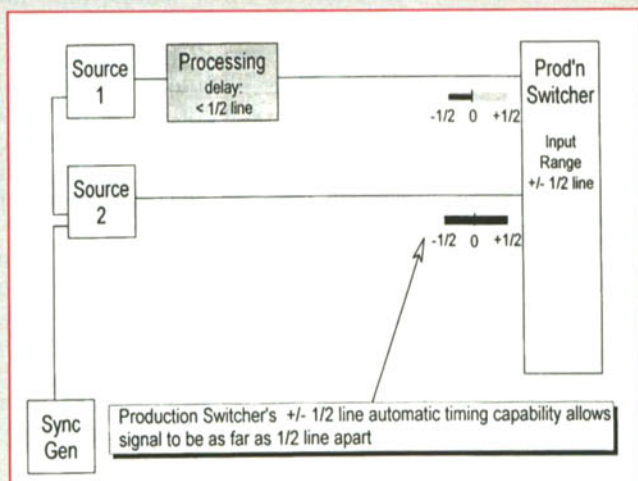 Source
1
Processing
delay:
< 1/2 line
Prod'n
Switcher
Input
Range
+/- 1/2 line
-1/2 0 +1/2
Source
2
-1/2 0 +1/2
Sync
Gen
Production Switcher's +/- 1/2 line automatic timing capability allows
signal to be as far as 1/2 line apart